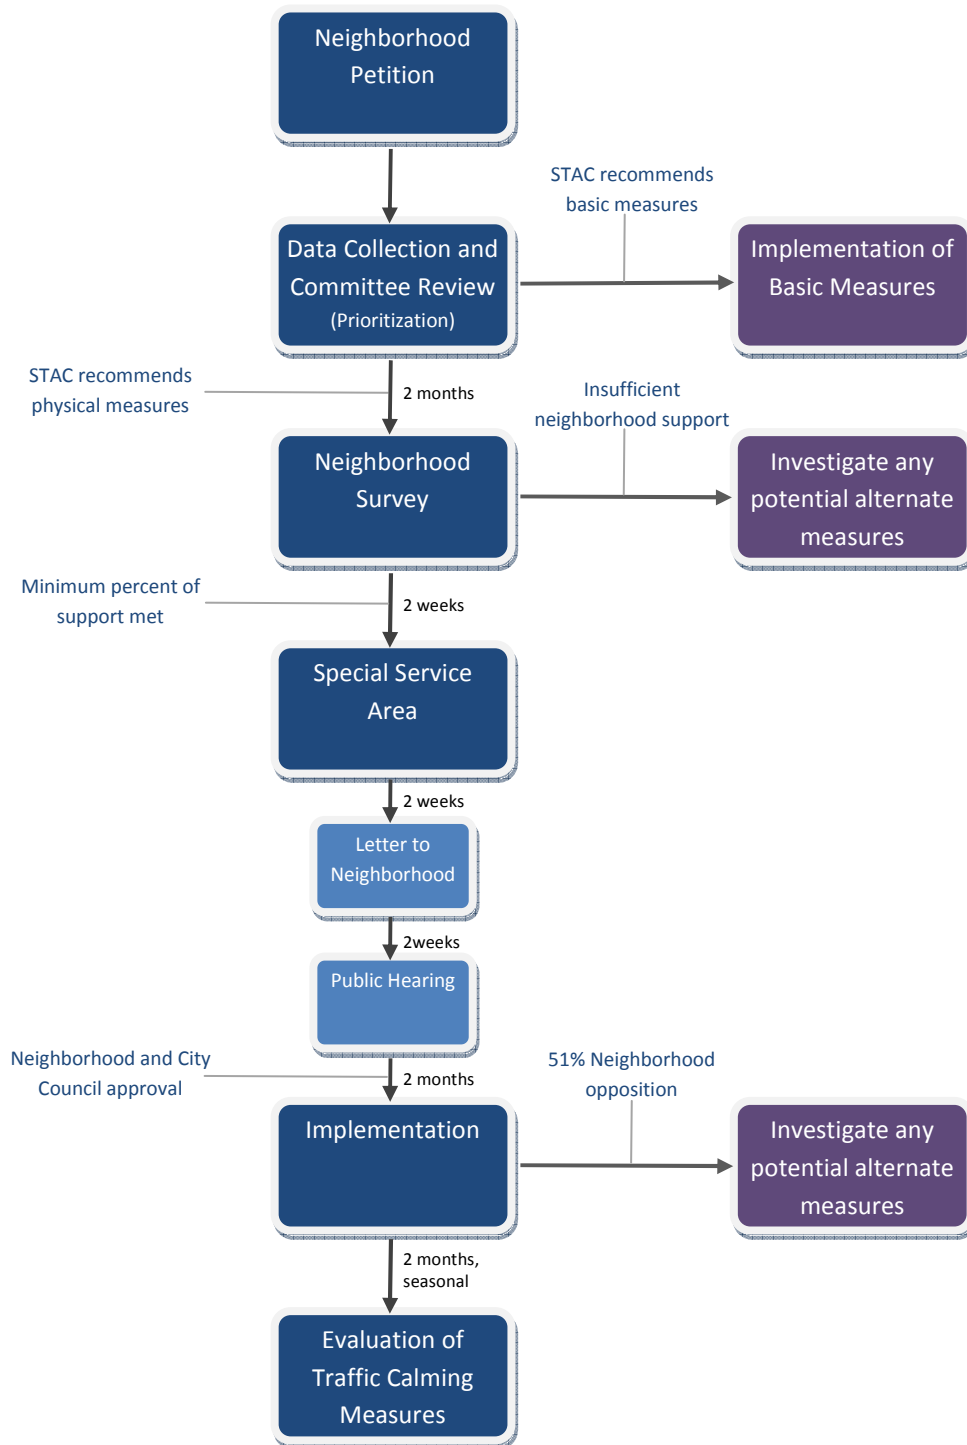 Neighborhood
Petition
STAC recommends
basic measures
Data Collection and
Committee Review
(Prioritization)
Implementation of
Basic Measures
STAC recommends
physical measures
2 months
Insufficient
neighborhood support
Neighborhood
Survey
Investigate any
potential alternate
measures
Minimum percent of
support met
2 weeks
Special Service
Area
2 weeks
Letter to
Neighborhood
2weeks
Public Hearing
Neighborhood and City
Council approval
2 months
51% Neighborhood
opposition
Implementation
Investigate any
potential alternate
measures
2 months,
seasonal
Evaluation of
Traffic Calming
Measures